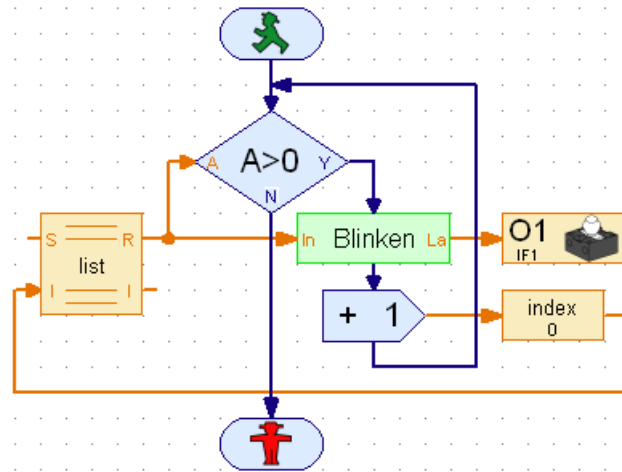 A
A>0
Y
N
S
R
list
I
I
In
Blinken
La
O1
IF1
+ 1
index
0